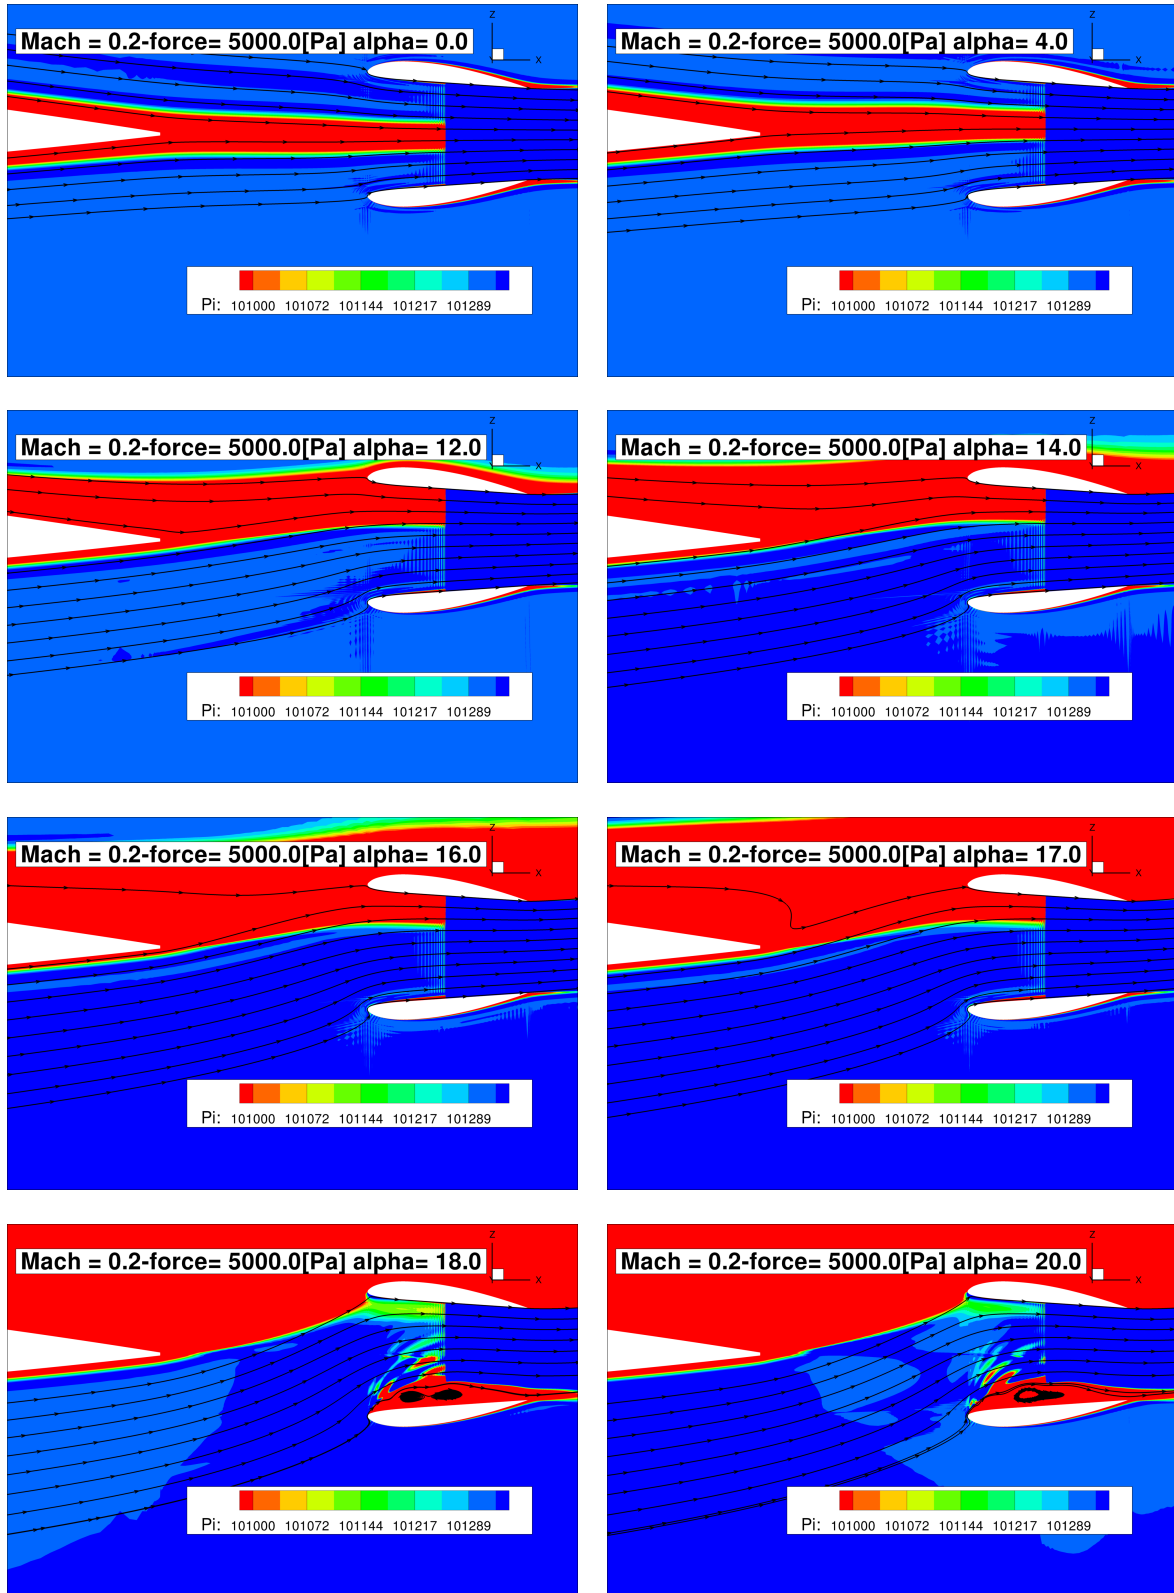 Z
Mach = 0.2-force= 5000.0[Pa] alpha= 0.0
X
Pi: 101000 101072 101144 101217 101289
Z
Mach = 0.2-force= 5000.0[Pa] alpha= 4.0
X
Pi: 101000 101072 101144 101217 101289
Z
Mach = 0.2-force= 5000.0[Pa] alpha= 12.0
X
Pi: 101000 101072 101144 101217 101289
Z
Mach = 0.2-force= 5000.0[Pa] alpha= 14.0
X
Pi: 101000 101072 101144 101217 101289
Z
Mach = 0.2-force= 5000.0[Pa] alpha= 16.0
X
Pi: 101000 101072 101144 101217 101289
Z
Mach = 0.2-force= 5000.0[Pa] alpha= 17.0
X
Pi: 101000 101072 101144 101217 101289
Z
Mach = 0.2-force= 5000.0[Pa] alpha= 18.0
X
Pi: 101000 101072 101144 101217 101289
Z
Mach = 0.2-force= 5000.0[Pa] alpha= 20.0
X
Pi: 101000 101072 101144 101217 101289